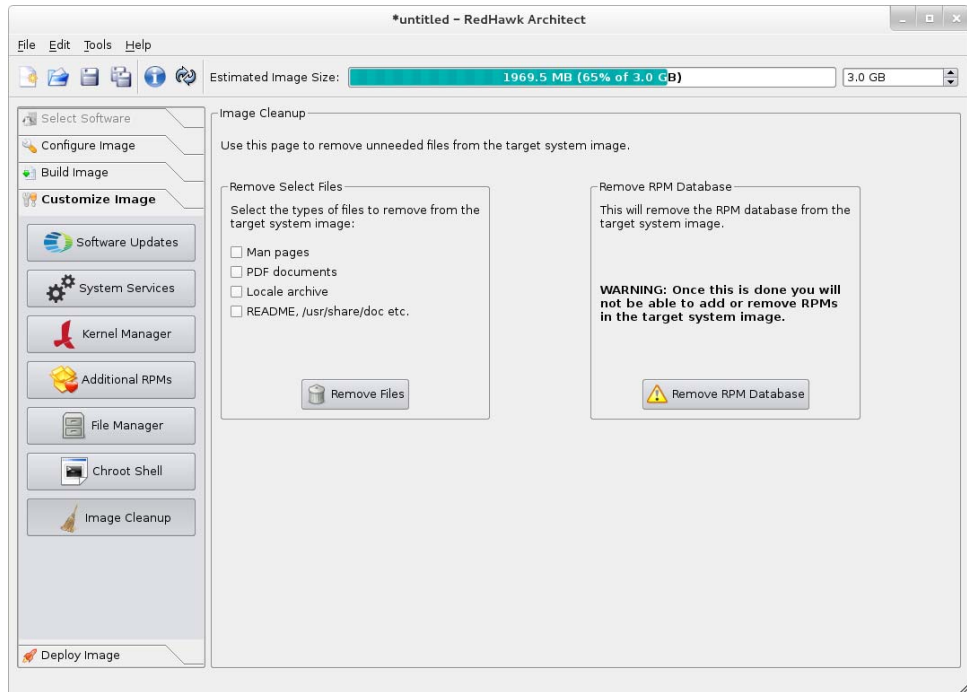 *untitled – RedHawk Architect
File Edit Tools Help
Estimated Image Size: 1969.5 MB (65% of 3.0 GB) 3.0 GB
Select Software
Configure Image
Build Image
Customize Image
Software Updates
System Services
Kernel Manager
Additional RPMs
File Manager
Chroot Shell
Image Cleanup
Deploy Image
Image Cleanup
Use this page to remove unneeded files from the target system image.
Remove Select Files
Select the types of files to remove from the
target system image:
Man pages
PDF documents
Locale archive
README, /usr/share/doc etc.
Remove Files
Remove RPM Database
This will remove the RPM database from the
target system image.
WARNING: Once this is done you will
not be able to add or remove RPMs
in the target system image.
Remove RPM Database